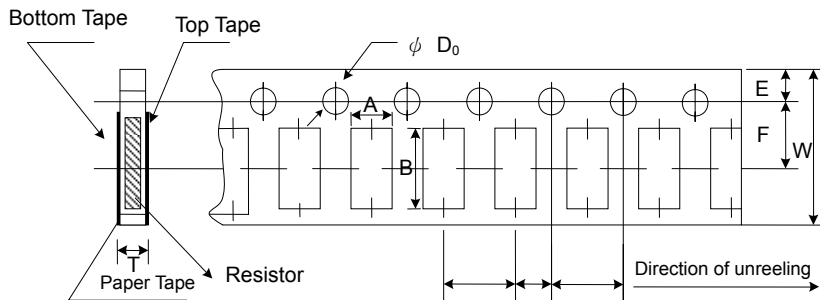 Bottom Tape
Top Tape
ϕ D₀
A
E
F
W
B
T
Paper Tape
Resistor
Direction of unreeling